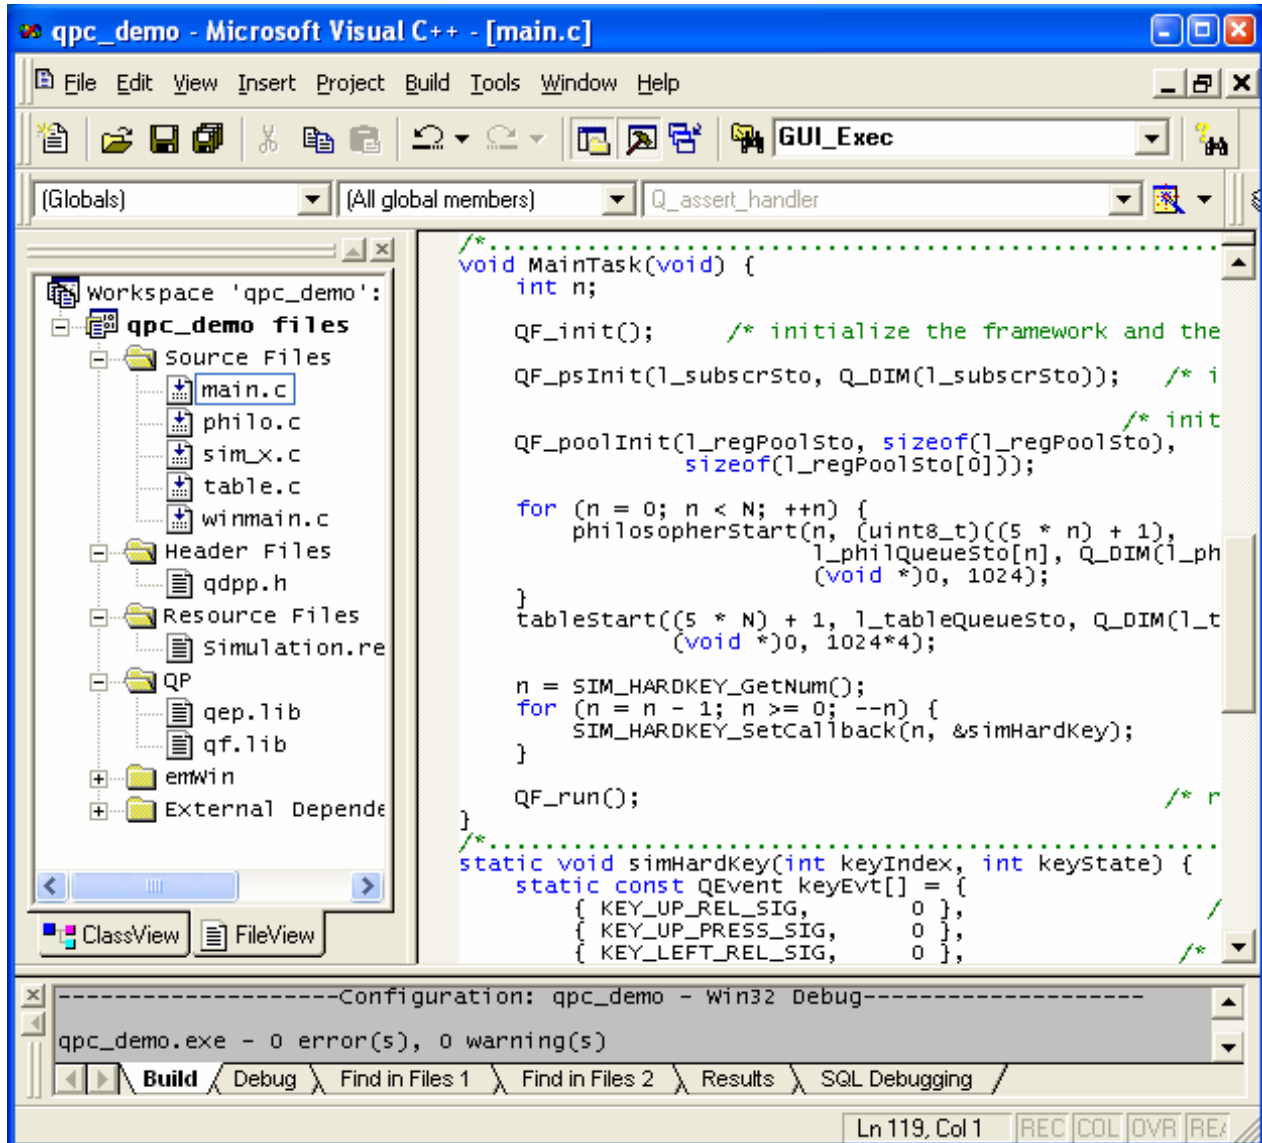 qpc_demo - Microsoft Visual C++ - [main.c]
File Edit View Insert Project Build Tools Window Help
GUI_Exec
(Globals) (All global members) Q_assert_handler
Workspace 'qpc_demo':
qpc_demo files
Source Files
main.c
philo.c
sim_x.c
table.c
winmain.c
Header Files
qdpp.h
Resource Files
Simulation.re
QP
qep.lib
qf.lib
emWin
External Depende
ClassView FileView
/*......................................................
void MainTask(void) {
int n;
QF_init(); /* initialize the framework and the
QF_psInit(l_subscrSto, Q_DIM(l_subscrSto)); /* i
/* init
QF_poolInit(l_regPoolSto, sizeof(l_regPoolSto),
sizeof(l_regPoolSto[0]));
for (n = 0; n < N; ++n) {
philosopherStart(n, (uint8_t)((5 * n) + 1),
l_philQueueSto[n], Q_DIM(l_ph
(void *)0, 1024);
}
tableStart((5 * N) + 1, l_tableQueueSto, Q_DIM(l_t
(void *)0, 1024*4);
n = SIM_HARDKEY_GetNum();
for (n = n - 1; n >= 0; --n) {
SIM_HARDKEY_SetCallback(n, &simHardKey);
}
QF_run(); /* r
}
/*......................................................
static void simHardKey(int keyIndex, int keyState) {
static const QEvent keyEvt[] = {
{ KEY_UP_REL_SIG, 0 }, /
{ KEY_UP_PRESS_SIG, 0 },
{ KEY_LEFT_REL_SIG, 0 }, /*
--------------------Configuration: qpc_demo - Win32 Debug--------------------
qpc_demo.exe - 0 error(s), 0 warning(s)
Build Debug Find in Files 1 Find in Files 2 Results SQL Debugging
Ln 119, Col 1 REC COL OVR REA